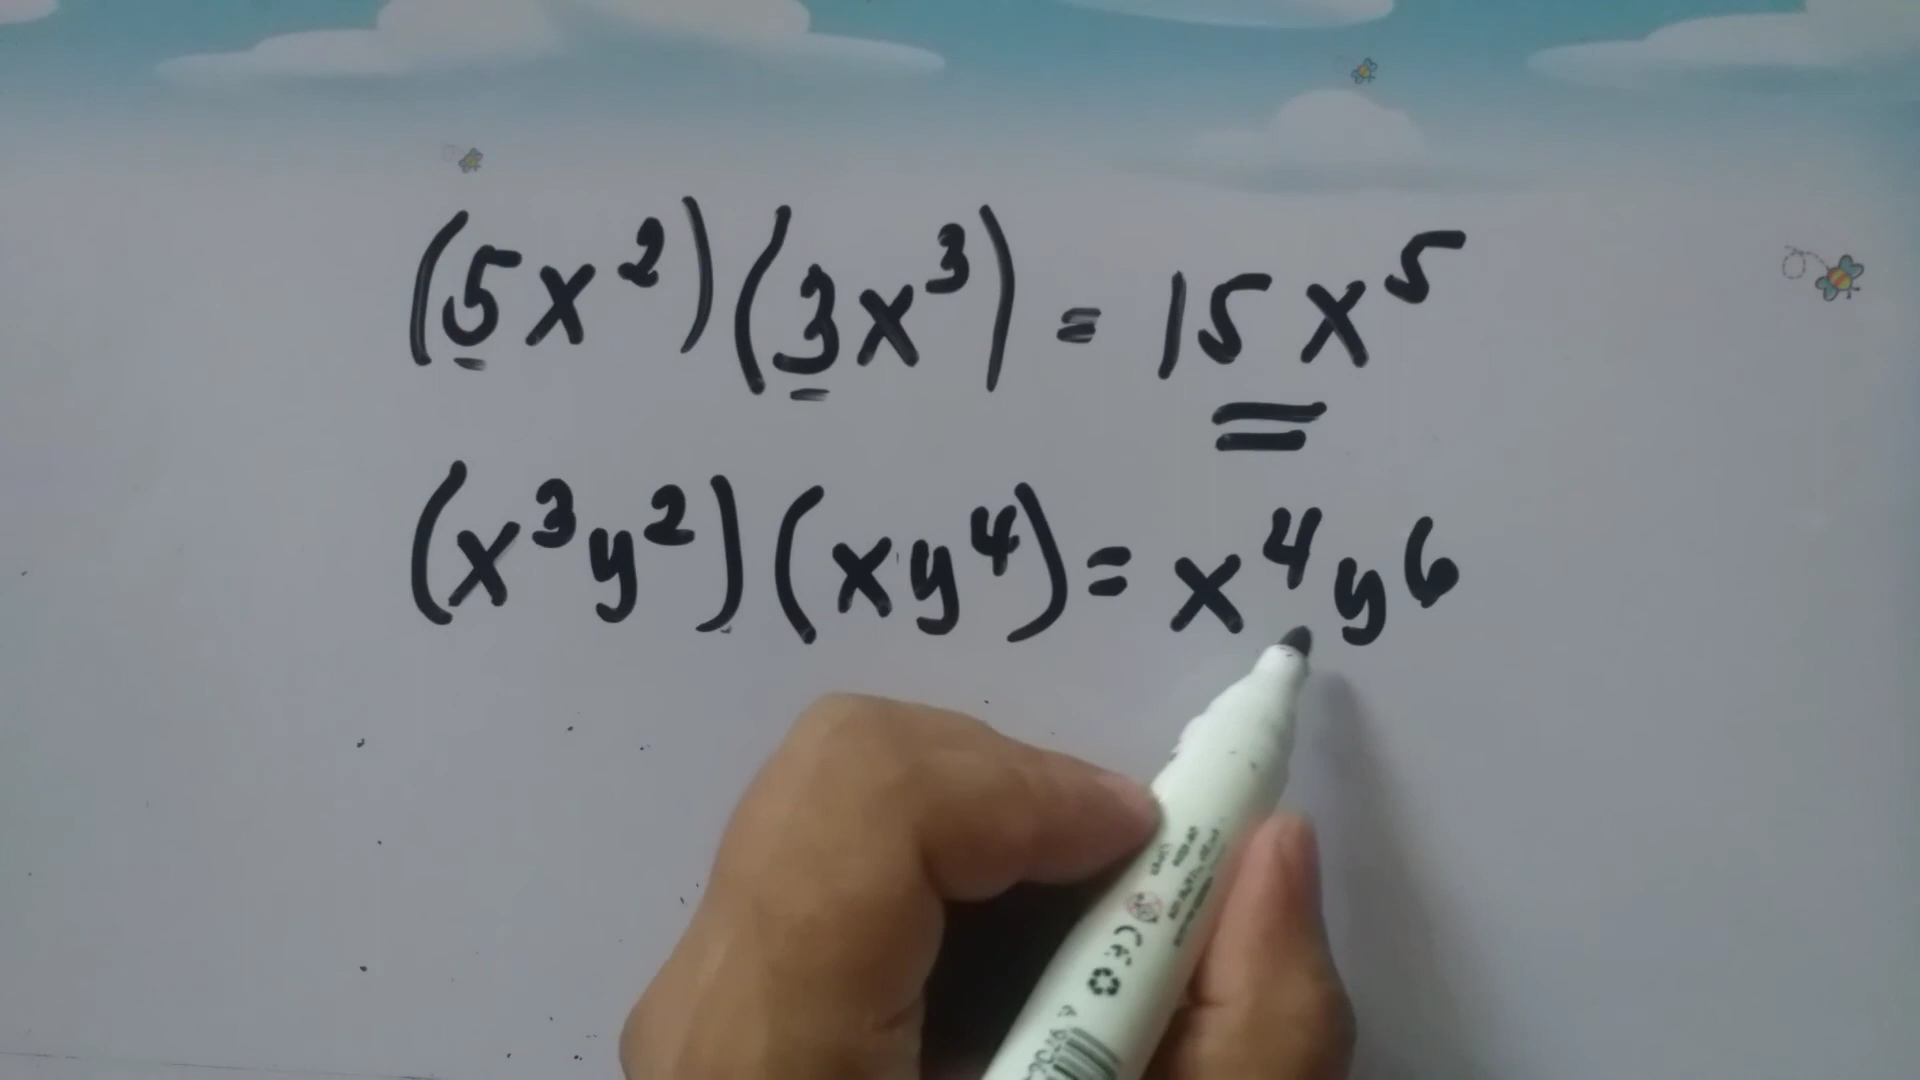 (5x²)(3x³) = 15x⁵
(x³y²)(xy⁴) = x⁴y⁶